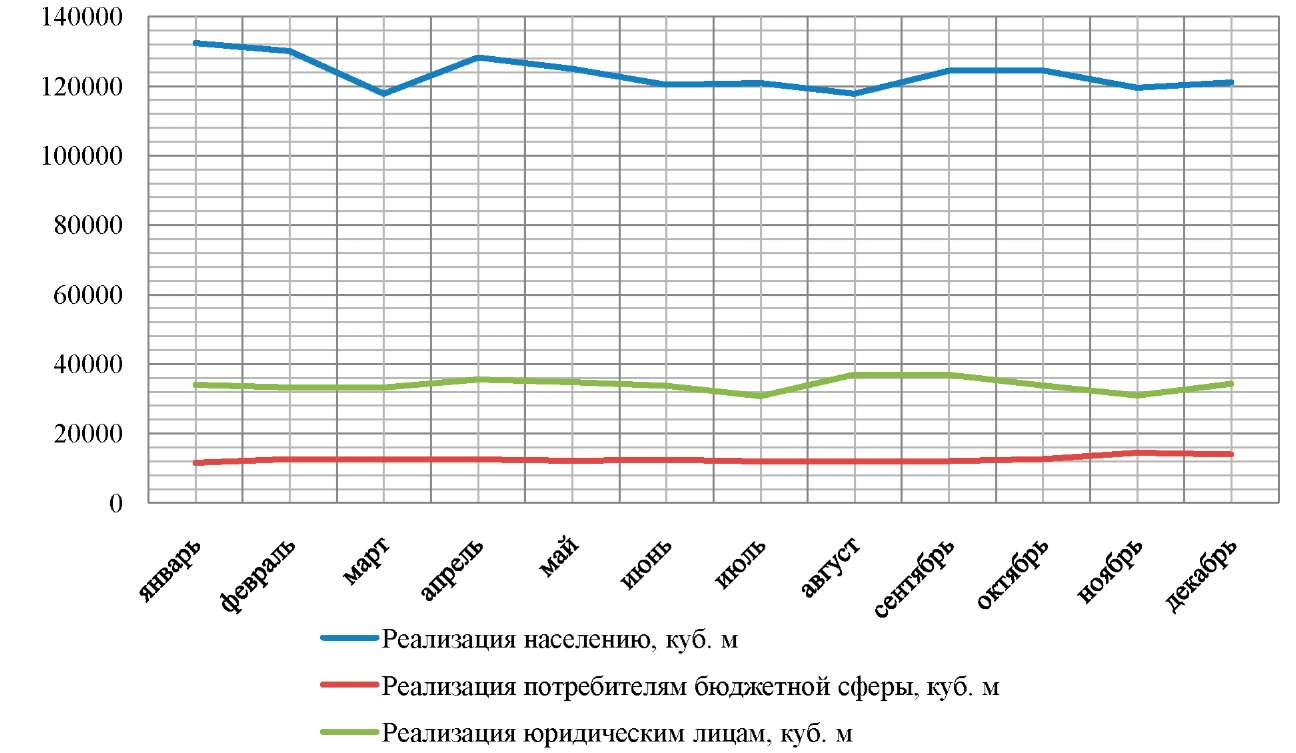 140000
120000
100000
80000
60000
40000
20000
0
январь
февраль
март
апрель
май
июнь
июль
август
сентябрь
октябрь
ноябрь
декабрь
Реализация населению, куб. м
Реализация потребителям бюджетной сферы, куб. м
Реализация юридическим лицам, куб. м